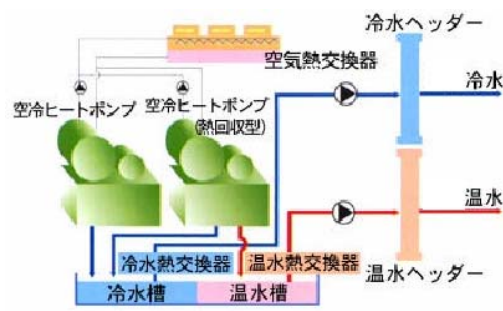 冷水ヘッダー
空気熱交換器
冷水
空冷ヒートポンプ
空冷ヒートポンプ
(熱回収型)
温水
冷水熱交換器
温水熱交換器
温水ヘッダー
冷水槽
温水槽